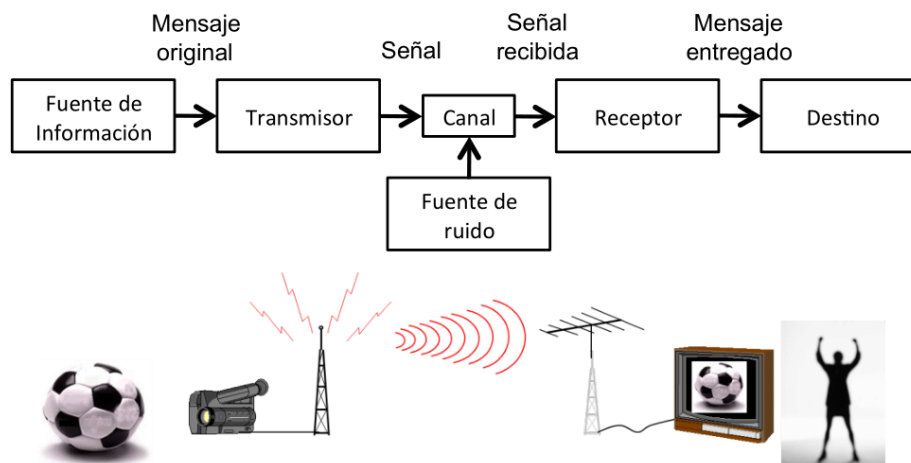 Mensaje
original
Señal
Señal
recibida
Mensaje
entregado
Fuente de
Información
Transmisor
Canal
Receptor
Destino
Fuente de
ruido